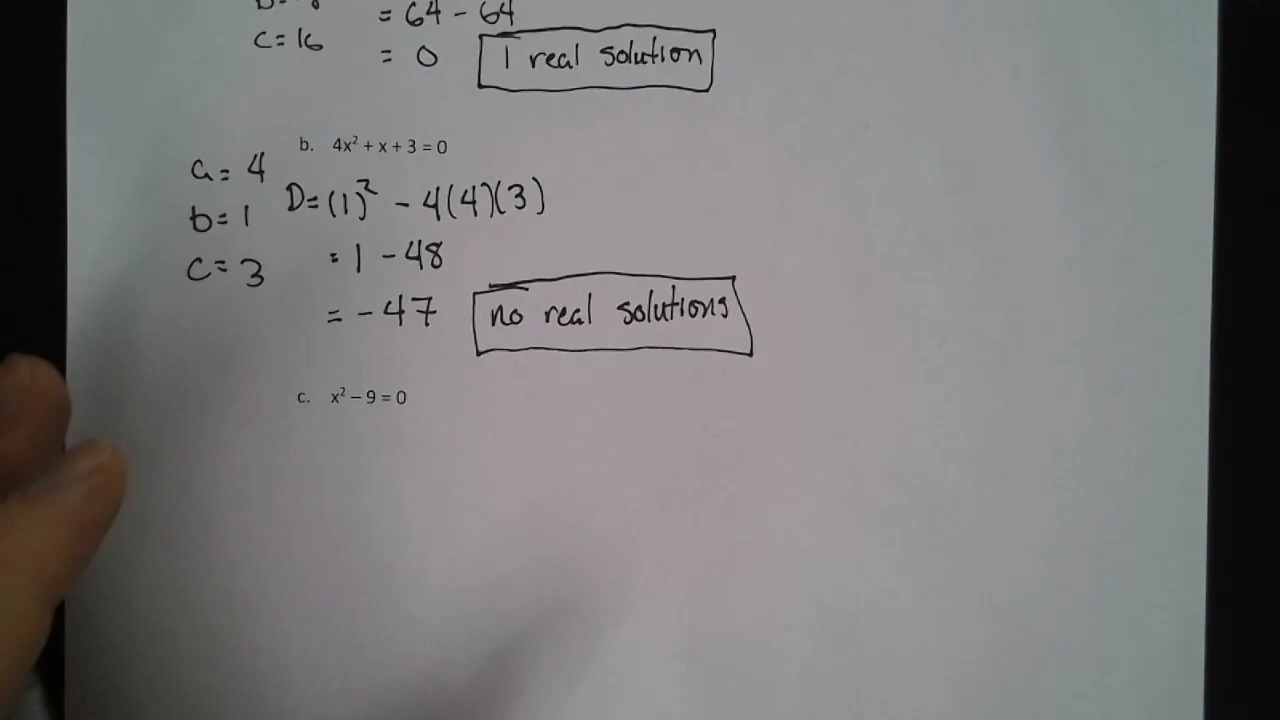 = 64 - 64
c = 16
= 0 1 real solution
b. 4x² + x + 3 = 0
a = 4
D = (1)² - 4(4)(3)
b = 1
= 1 - 48
c = 3
= -47 no real solutions
c. x² – 9 = 0